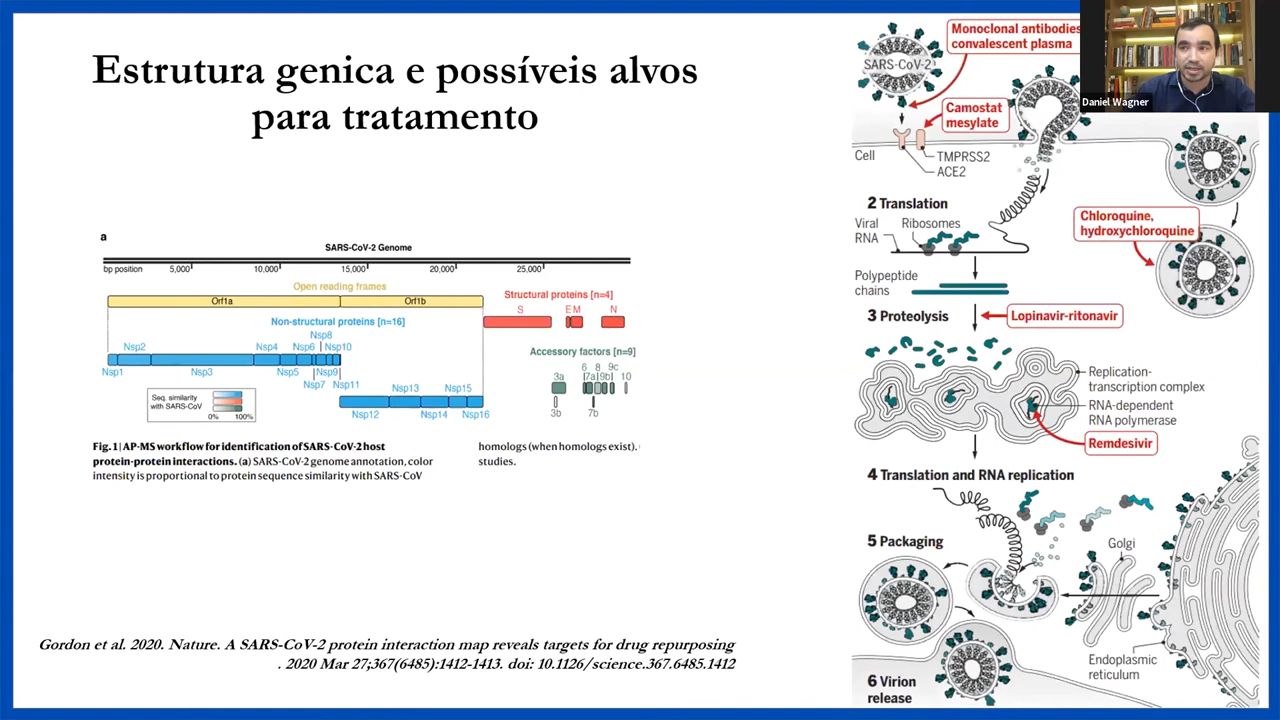 Estrutura genica e possíveis alvos
para tratamento
a
SARS-CoV-2 Genome
bp position 5,000 10,000 15,000 20,000 25,000
Open reading frames
Orf1a Orf1b
Structural proteins [n=4]
S E M N
Non-structural proteins [n=16]
Nsp8
Nsp2 Nsp4 Nsp6 Nsp10
Nsp1 Nsp3 Nsp5 Nsp9
Nsp7 Nsp11
Nsp13 Nsp15
Nsp12 Nsp14 Nsp16
Accessory factors [n=9]
9c
6 8
3a 7a 9b 10
3b 7b
Seq. similarity
with SARS-CoV
0% 100%
Fig. 1 | AP-MS workflow for identification of SARS-CoV-2 host
protein-protein interactions. (a) SARS-CoV-2 genome annotation, color
intensity is proportional to protein sequence similarity with SARS-CoV
homologs (when homologs exist).
studies.
Gordon et al. 2020. Nature. A SARS-CoV-2 protein interaction map reveals targets for drug repurposing
. 2020 Mar 27;367(6485):1412-1413. doi: 10.1126/science.367.6485.1412
Monoclonal antibodies
convalescent plasma
SARS-CoV-2
Camostat
mesylate
Cell
TMPRSS2
ACE2
2 Translation
Viral
RNA
Ribosomes
Chloroquine,
hydroxychloroquine
Polypeptide
chains
3 Proteolysis
Lopinavir-ritonavir
Replication-
transcription complex
RNA-dependent
RNA polymerase
Remdesivir
4 Translation and RNA replication
5 Packaging
Golgi
Endoplasmic
reticulum
6 Virion
release
Daniel Wagner